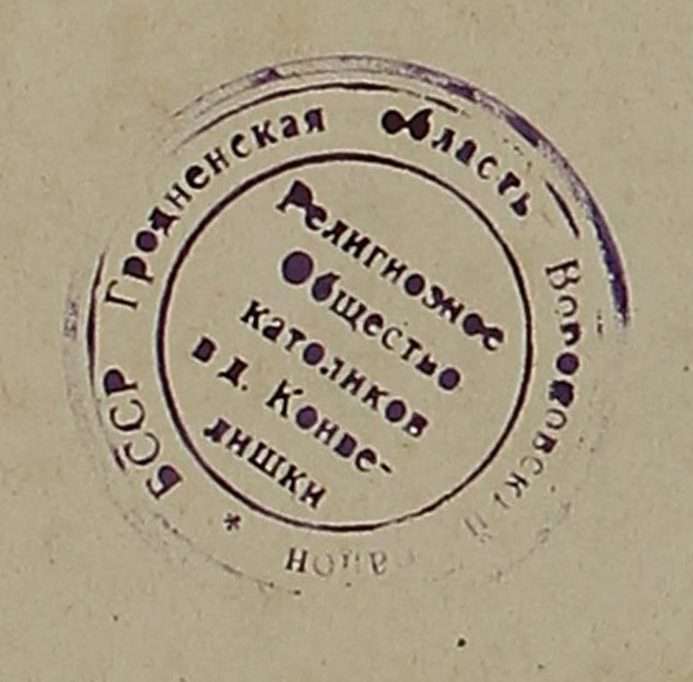 БССР Гродненская область Вороновский район *
Религиозное
Общество
католиков
в д. Конве-
лишки